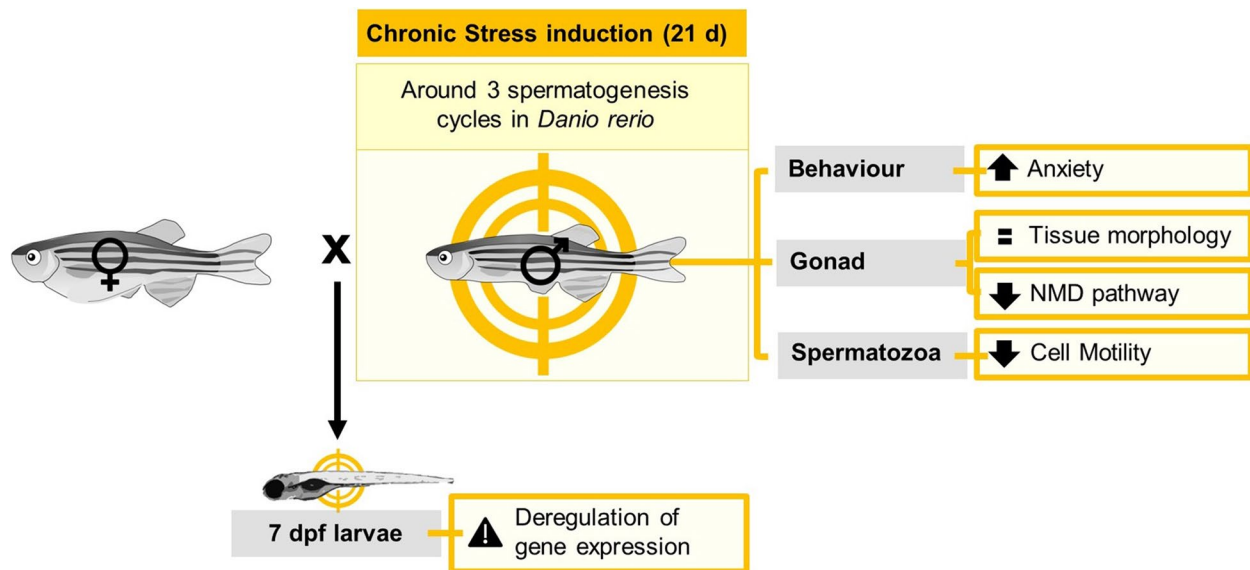 Chronic Stress induction (21 d)
Around 3 spermatogenesis
cycles in Danio rerio
♀
x
♂
Behaviour
Anxiety
Gonad
= Tissue morphology
NMD pathway
Spermatozoa
Cell Motility
7 dpf larvae
Deregulation of
gene expression